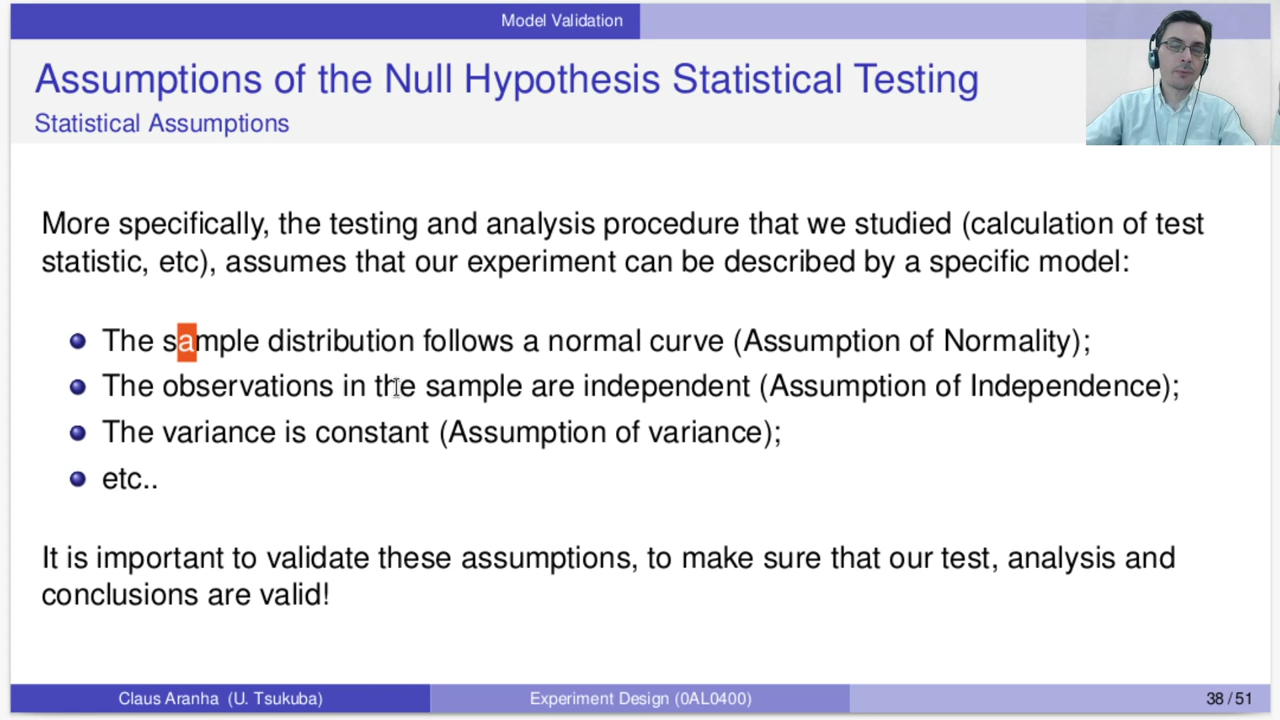 Model Validation
Assumptions of the Null Hypothesis Statistical Testing
Statistical Assumptions
More specifically, the testing and analysis procedure that we studied (calculation of test
statistic, etc), assumes that our experiment can be described by a specific model:
The sample distribution follows a normal curve (Assumption of Normality);
The observations in the sample are independent (Assumption of Independence);
The variance is constant (Assumption of variance);
etc..
It is important to validate these assumptions, to make sure that our test, analysis and
conclusions are valid!
Claus Aranha (U. Tsukuba) Experiment Design (0AL0400) 38 / 51